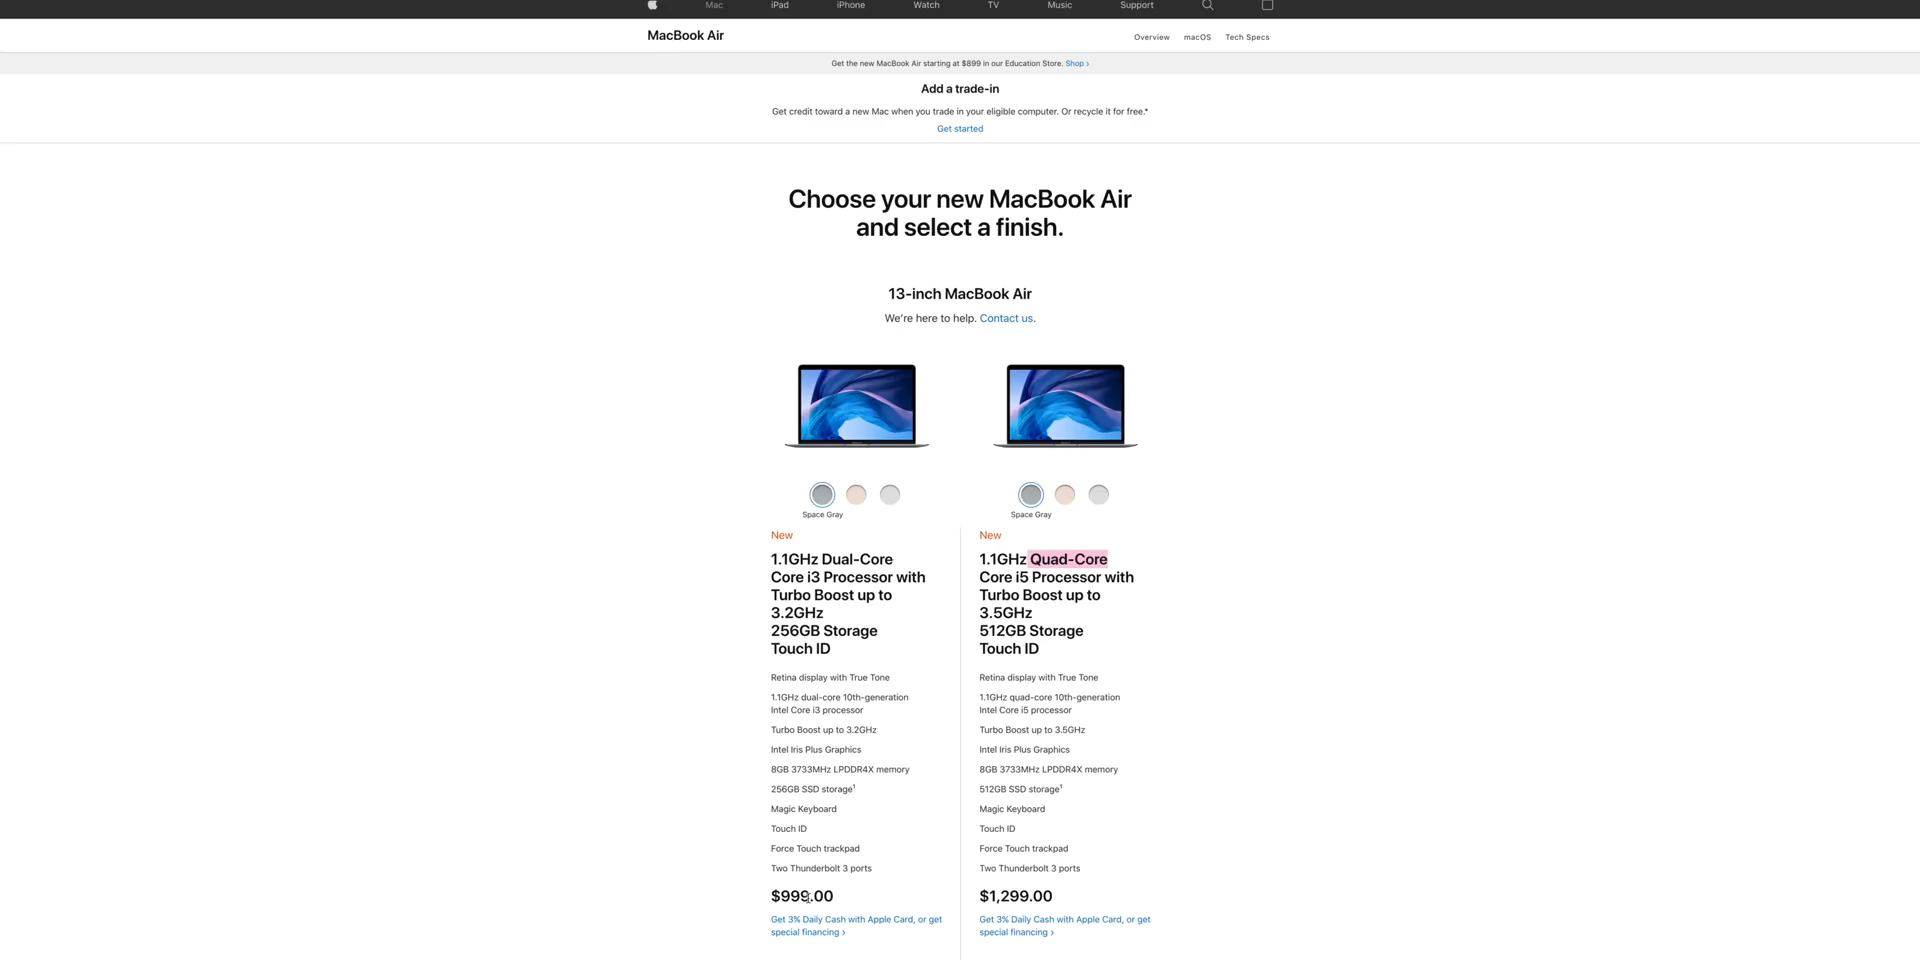 Mac
iPad
iPhone
Watch
TV
Music
Support
MacBook Air
Overview
macOS
Tech Specs
Get the new MacBook Air starting at $899 in our Education Store. Shop ›
Add a trade-in
Get credit toward a new Mac when you trade in your eligible computer. Or recycle it for free.*
Get started
Choose your new MacBook Air
and select a finish.
13-inch MacBook Air
We're here to help. Contact us.
Space Gray
New
1.1GHz Dual-Core
Core i3 Processor with
Turbo Boost up to
3.2GHz
256GB Storage
Touch ID
Retina display with True Tone
1.1GHz dual-core 10th-generation
Intel Core i3 processor
Turbo Boost up to 3.2GHz
Intel Iris Plus Graphics
8GB 3733MHz LPDDR4X memory
256GB SSD storage¹
Magic Keyboard
Touch ID
Force Touch trackpad
Two Thunderbolt 3 ports
$999.00
Get 3% Daily Cash with Apple Card, or get
special financing ›
Space Gray
New
1.1GHz Quad-Core
Core i5 Processor with
Turbo Boost up to
3.5GHz
512GB Storage
Touch ID
Retina display with True Tone
1.1GHz quad-core 10th-generation
Intel Core i5 processor
Turbo Boost up to 3.5GHz
Intel Iris Plus Graphics
8GB 3733MHz LPDDR4X memory
512GB SSD storage¹
Magic Keyboard
Touch ID
Force Touch trackpad
Two Thunderbolt 3 ports
$1,299.00
Get 3% Daily Cash with Apple Card, or get
special financing ›